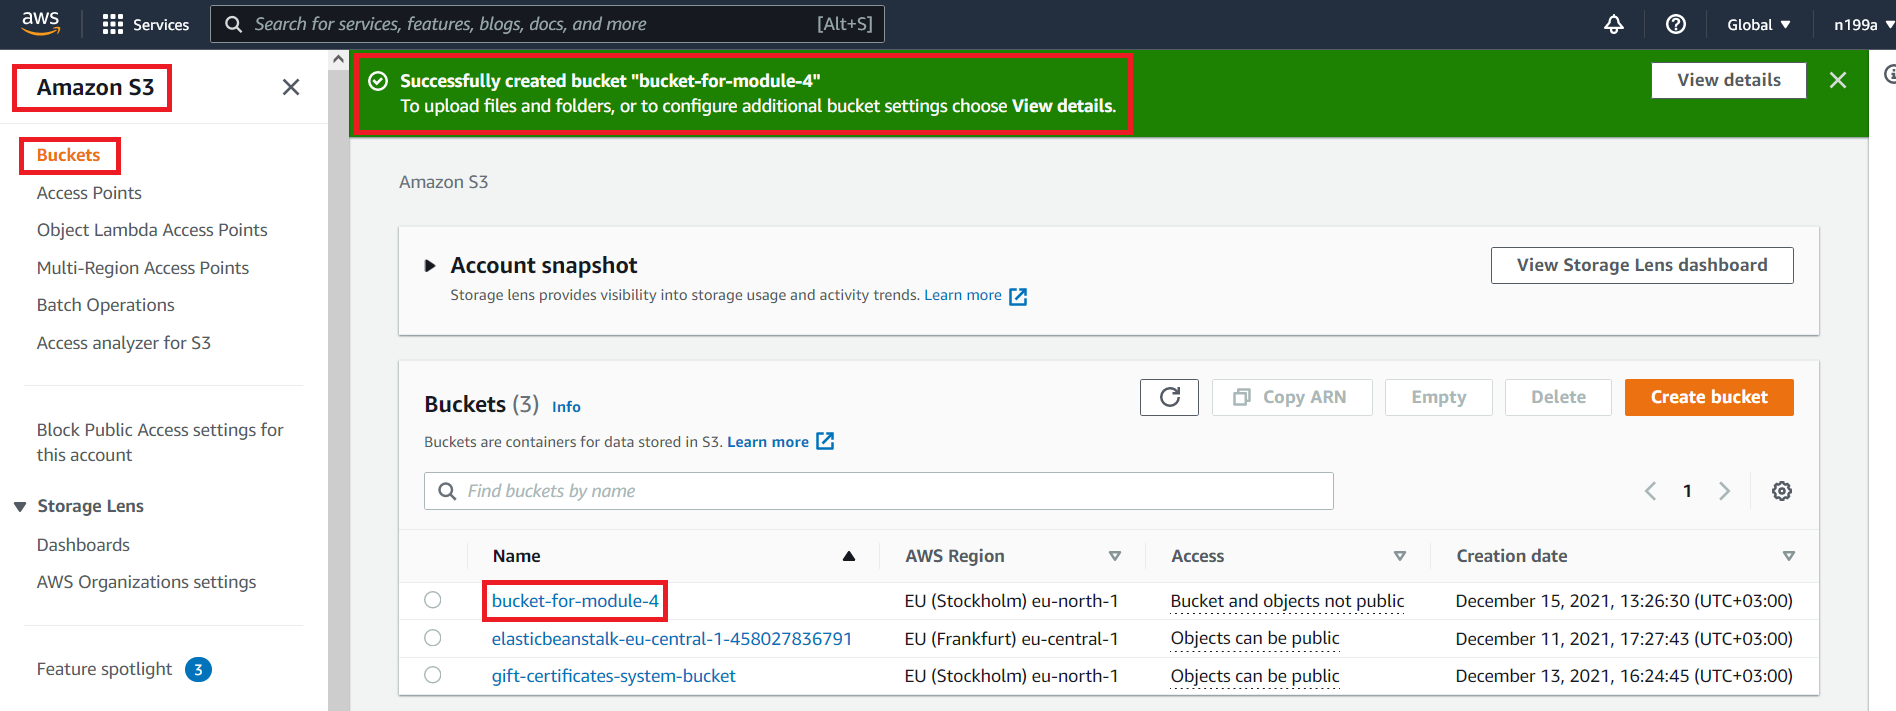 aws
Services
Search for services, features, blogs, docs, and more
[Alt+S]
Global
n199a
Amazon S3
Buckets
Access Points
Object Lambda Access Points
Multi-Region Access Points
Batch Operations
Access analyzer for S3
Block Public Access settings for
this account
Storage Lens
Dashboards
AWS Organizations settings
Feature spotlight 3
Successfully created bucket "bucket-for-module-4"
To upload files and folders, or to configure additional bucket settings choose View details.
View details
Amazon S3
Account snapshot
Storage lens provides visibility into storage usage and activity trends. Learn more
View Storage Lens dashboard
Buckets (3) Info
Buckets are containers for data stored in S3. Learn more
Copy ARN
Empty
Delete
Create bucket
Find buckets by name
1
Name AWS Region Access Creation date
bucket-for-module-4 EU (Stockholm) eu-north-1 Bucket and objects not public December 15, 2021, 13:26:30 (UTC+03:00)
elasticbeanstalk-eu-central-1-458027836791 EU (Frankfurt) eu-central-1 Objects can be public December 11, 2021, 17:27:43 (UTC+03:00)
gift-certificates-system-bucket EU (Stockholm) eu-north-1 Objects can be public December 13, 2021, 16:24:45 (UTC+03:00)